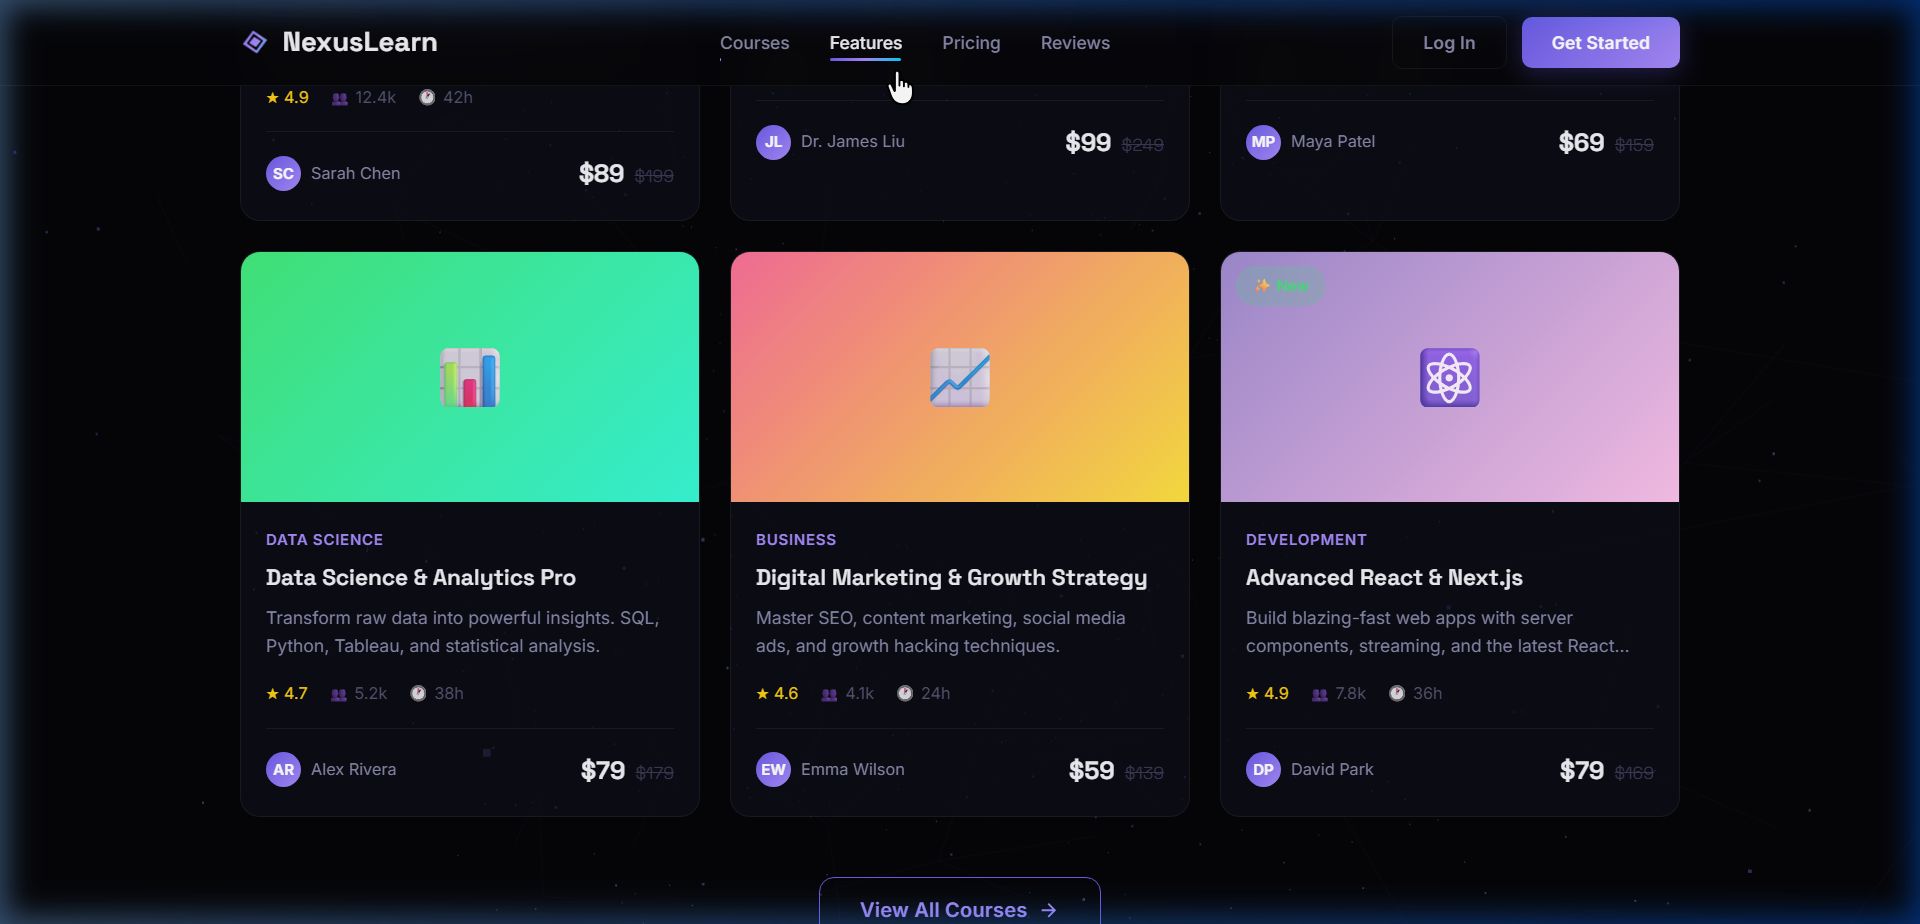 NexusLearn
Courses
Features
Pricing
Reviews
Log In
Get Started
★ 4.9 12.4k 42h
SC Sarah Chen $89 $199
JL Dr. James Liu $99 $249
MP Maya Patel $69 $159
DATA SCIENCE
Data Science & Analytics Pro
Transform raw data into powerful insights. SQL,
Python, Tableau, and statistical analysis.
★ 4.7 5.2k 38h
AR Alex Rivera $79 $179
BUSINESS
Digital Marketing & Growth Strategy
Master SEO, content marketing, social media
ads, and growth hacking techniques.
★ 4.6 4.1k 24h
EW Emma Wilson $59 $139
✨ New
DEVELOPMENT
Advanced React & Next.js
Build blazing-fast web apps with server
components, streaming, and the latest React...
★ 4.9 7.8k 36h
DP David Park $79 $169
View All Courses →